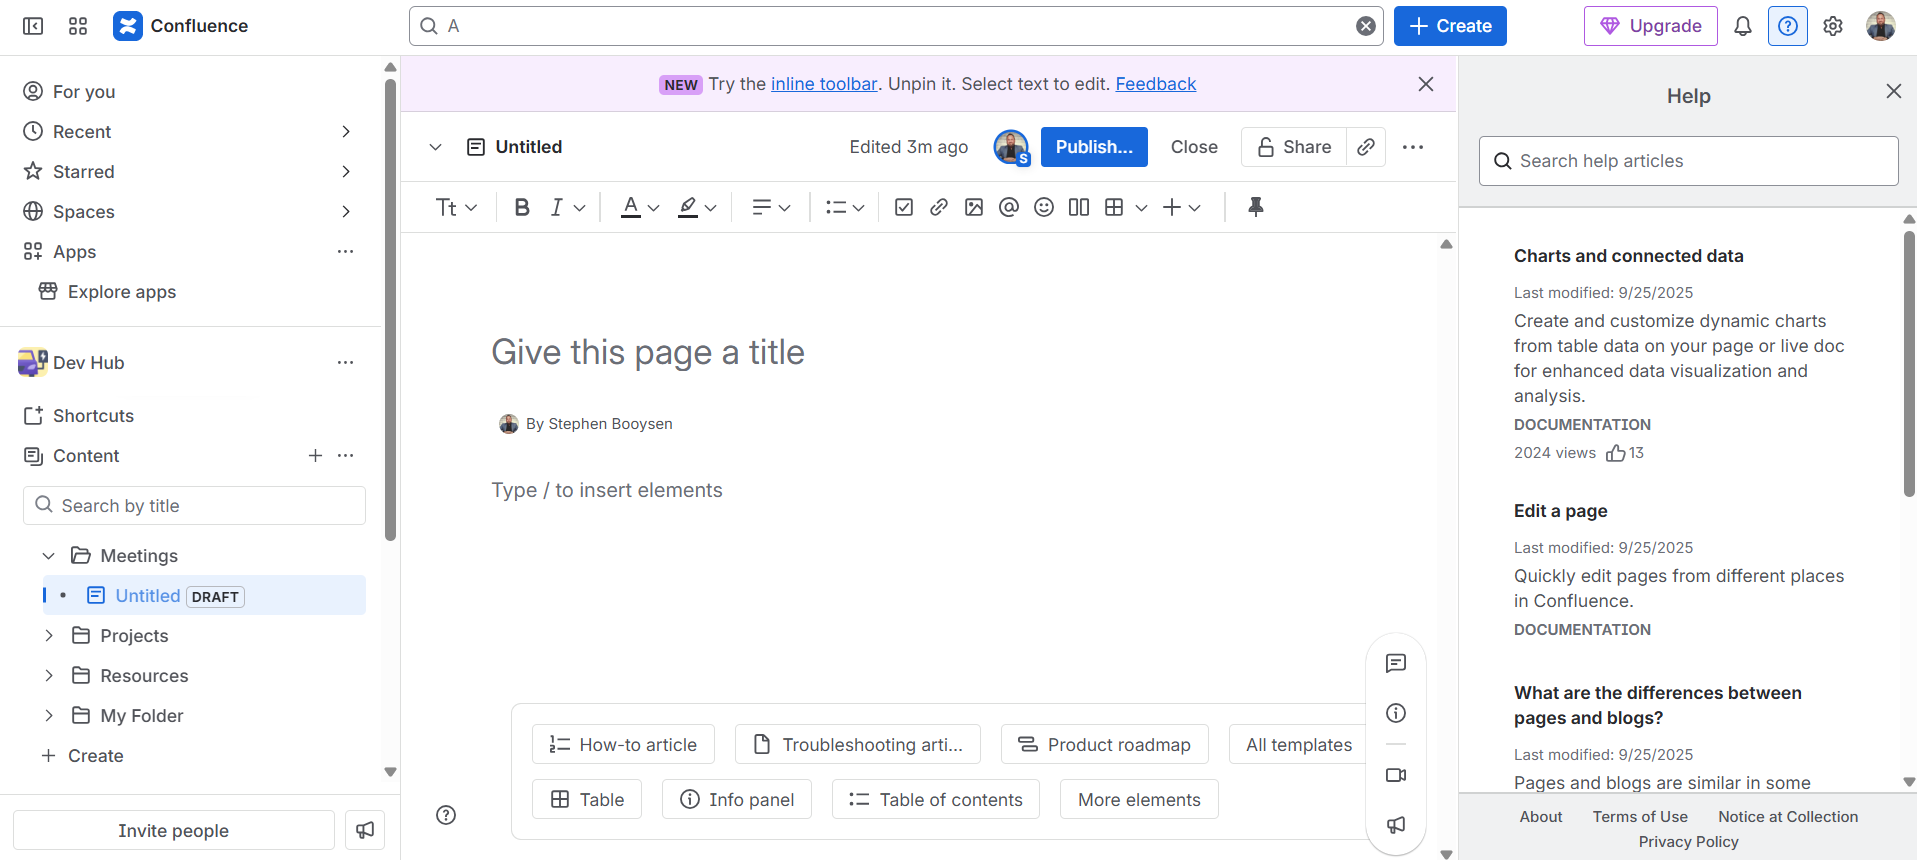 Confluence
A
Create
Upgrade
For you
Recent
Starred
Spaces
Apps
Explore apps
Dev Hub
Shortcuts
Content
Search by title
Meetings
Untitled DRAFT
Projects
Resources
My Folder
Create
Invite people
NEW Try the inline toolbar. Unpin it. Select text to edit. Feedback
Untitled
Edited 3m ago
S
Publish...
Close
Share
Tt B I A
Give this page a title
By Stephen Booysen
Type / to insert elements
How-to article
Troubleshooting arti...
Product roadmap
All templates
Table
Info panel
Table of contents
More elements
Help
Search help articles
Charts and connected data
Last modified: 9/25/2025
Create and customize dynamic charts
from table data on your page or live doc
for enhanced data visualization and
analysis.
DOCUMENTATION
2024 views 13
Edit a page
Last modified: 9/25/2025
Quickly edit pages from different places
in Confluence.
DOCUMENTATION
What are the differences between
pages and blogs?
Last modified: 9/25/2025
Pages and blogs are similar in some
About Terms of Use Notice at Collection
Privacy Policy